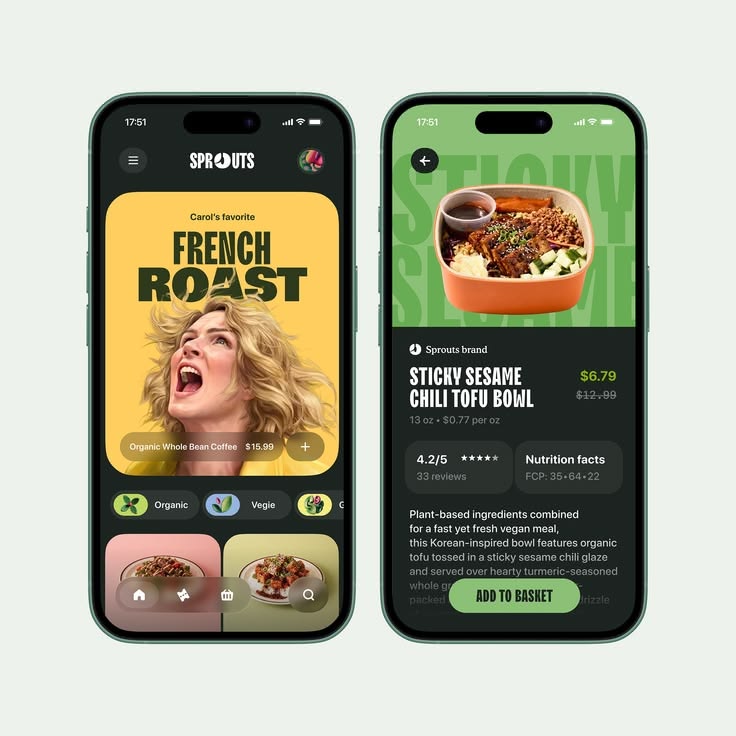 17:51
SPROUTS
Carol's favorite
FRENCH
ROAST
Organic Whole Bean Coffee $15.99 +
Organic
Vegie
G
17:51
STICKY
SESAME
Sprouts brand
STICKY SESAME
CHILI TOFU BOWL
$6.79
$12.99
13 oz • $0.77 per oz
4.2/5 ★★★★★
33 reviews
Nutrition facts
FCP: 35•64•22
Plant-based ingredients combined
for a fast yet fresh vegan meal,
this Korean-inspired bowl features organic
tofu tossed in a sticky sesame chili glaze
and served over hearty turmeric-seasoned
whole
packed drizzle
ADD TO BASKET